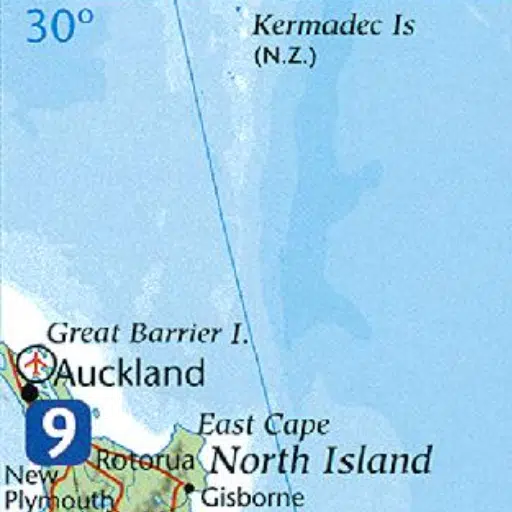 30°
Kermadec Is
(N.Z.)
Great Barrier I.
Auckland
9
East Cape
Rotorua
North Island
New
Plymouth
Gisborne